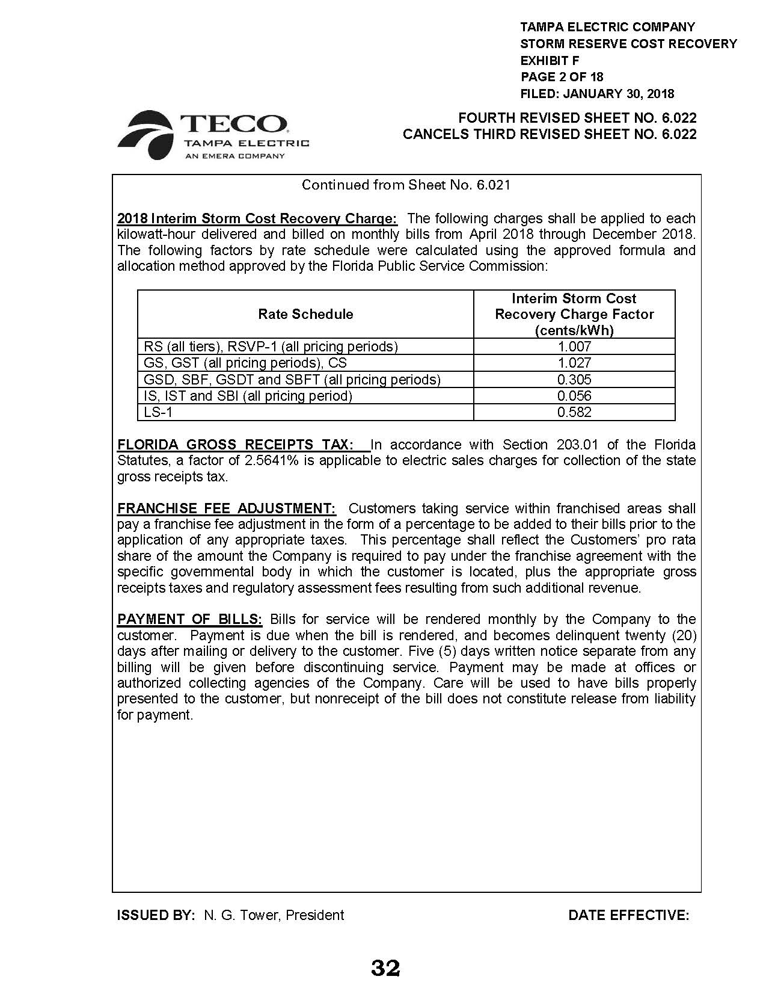 TAMPA ELECTRIC COMPANY
STORM RESERVE COST RECOVERY
EXHIBIT F
PAGE 2 OF 18
FILED: JANUARY 30, 2018
TECO®
TAMPA ELECTRIC
AN EMERA COMPANY
FOURTH REVISED SHEET NO. 6.022
CANCELS THIRD REVISED SHEET NO. 6.022
Continued from Sheet No. 6.021
2018 Interim Storm Cost Recovery Charge: The following charges shall be applied to each
kilowatt-hour delivered and billed on monthly bills from April 2018 through December 2018.
The following factors by rate schedule were calculated using the approved formula and
allocation method approved by the Florida Public Service Commission:
Rate Schedule
Interim Storm Cost
Recovery Charge Factor
(cents/kWh)
RS (all tiers), RSVP-1 (all pricing periods) 1.007
GS, GST (all pricing periods), CS 1.027
GSD, SBF, GSDT and SBFT (all pricing periods) 0.305
IS, IST and SBI (all pricing period) 0.056
LS-1 0.582
FLORIDA GROSS RECEIPTS TAX: In accordance with Section 203.01 of the Florida
Statutes, a factor of 2.5641% is applicable to electric sales charges for collection of the state
gross receipts tax.
FRANCHISE FEE ADJUSTMENT: Customers taking service within franchised areas shall
pay a franchise fee adjustment in the form of a percentage to be added to their bills prior to the
application of any appropriate taxes. This percentage shall reflect the Customers’ pro rata
share of the amount the Company is required to pay under the franchise agreement with the
specific governmental body in which the customer is located, plus the appropriate gross
receipts taxes and regulatory assessment fees resulting from such additional revenue.
PAYMENT OF BILLS: Bills for service will be rendered monthly by the Company to the
customer. Payment is due when the bill is rendered, and becomes delinquent twenty (20)
days after mailing or delivery to the customer. Five (5) days written notice separate from any
billing will be given before discontinuing service. Payment may be made at offices or
authorized collecting agencies of the Company. Care will be used to have bills properly
presented to the customer, but nonreceipt of the bill does not constitute release from liability
for payment.
ISSUED BY: N. G. Tower, President
DATE EFFECTIVE:
32